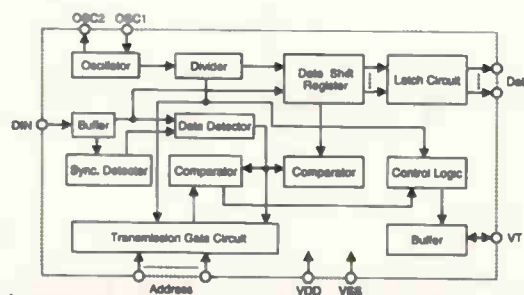 OSC2 OSC1
Oscillator
Divider
Data Shift
Register
Latch Circuit
Data
DIN
Buffer
Data Detector
Sync. Detecter
Comparator
Comparator
Control Logic
Transmission Gate Circuit
Buffer
VT
Address
VDD
VSS